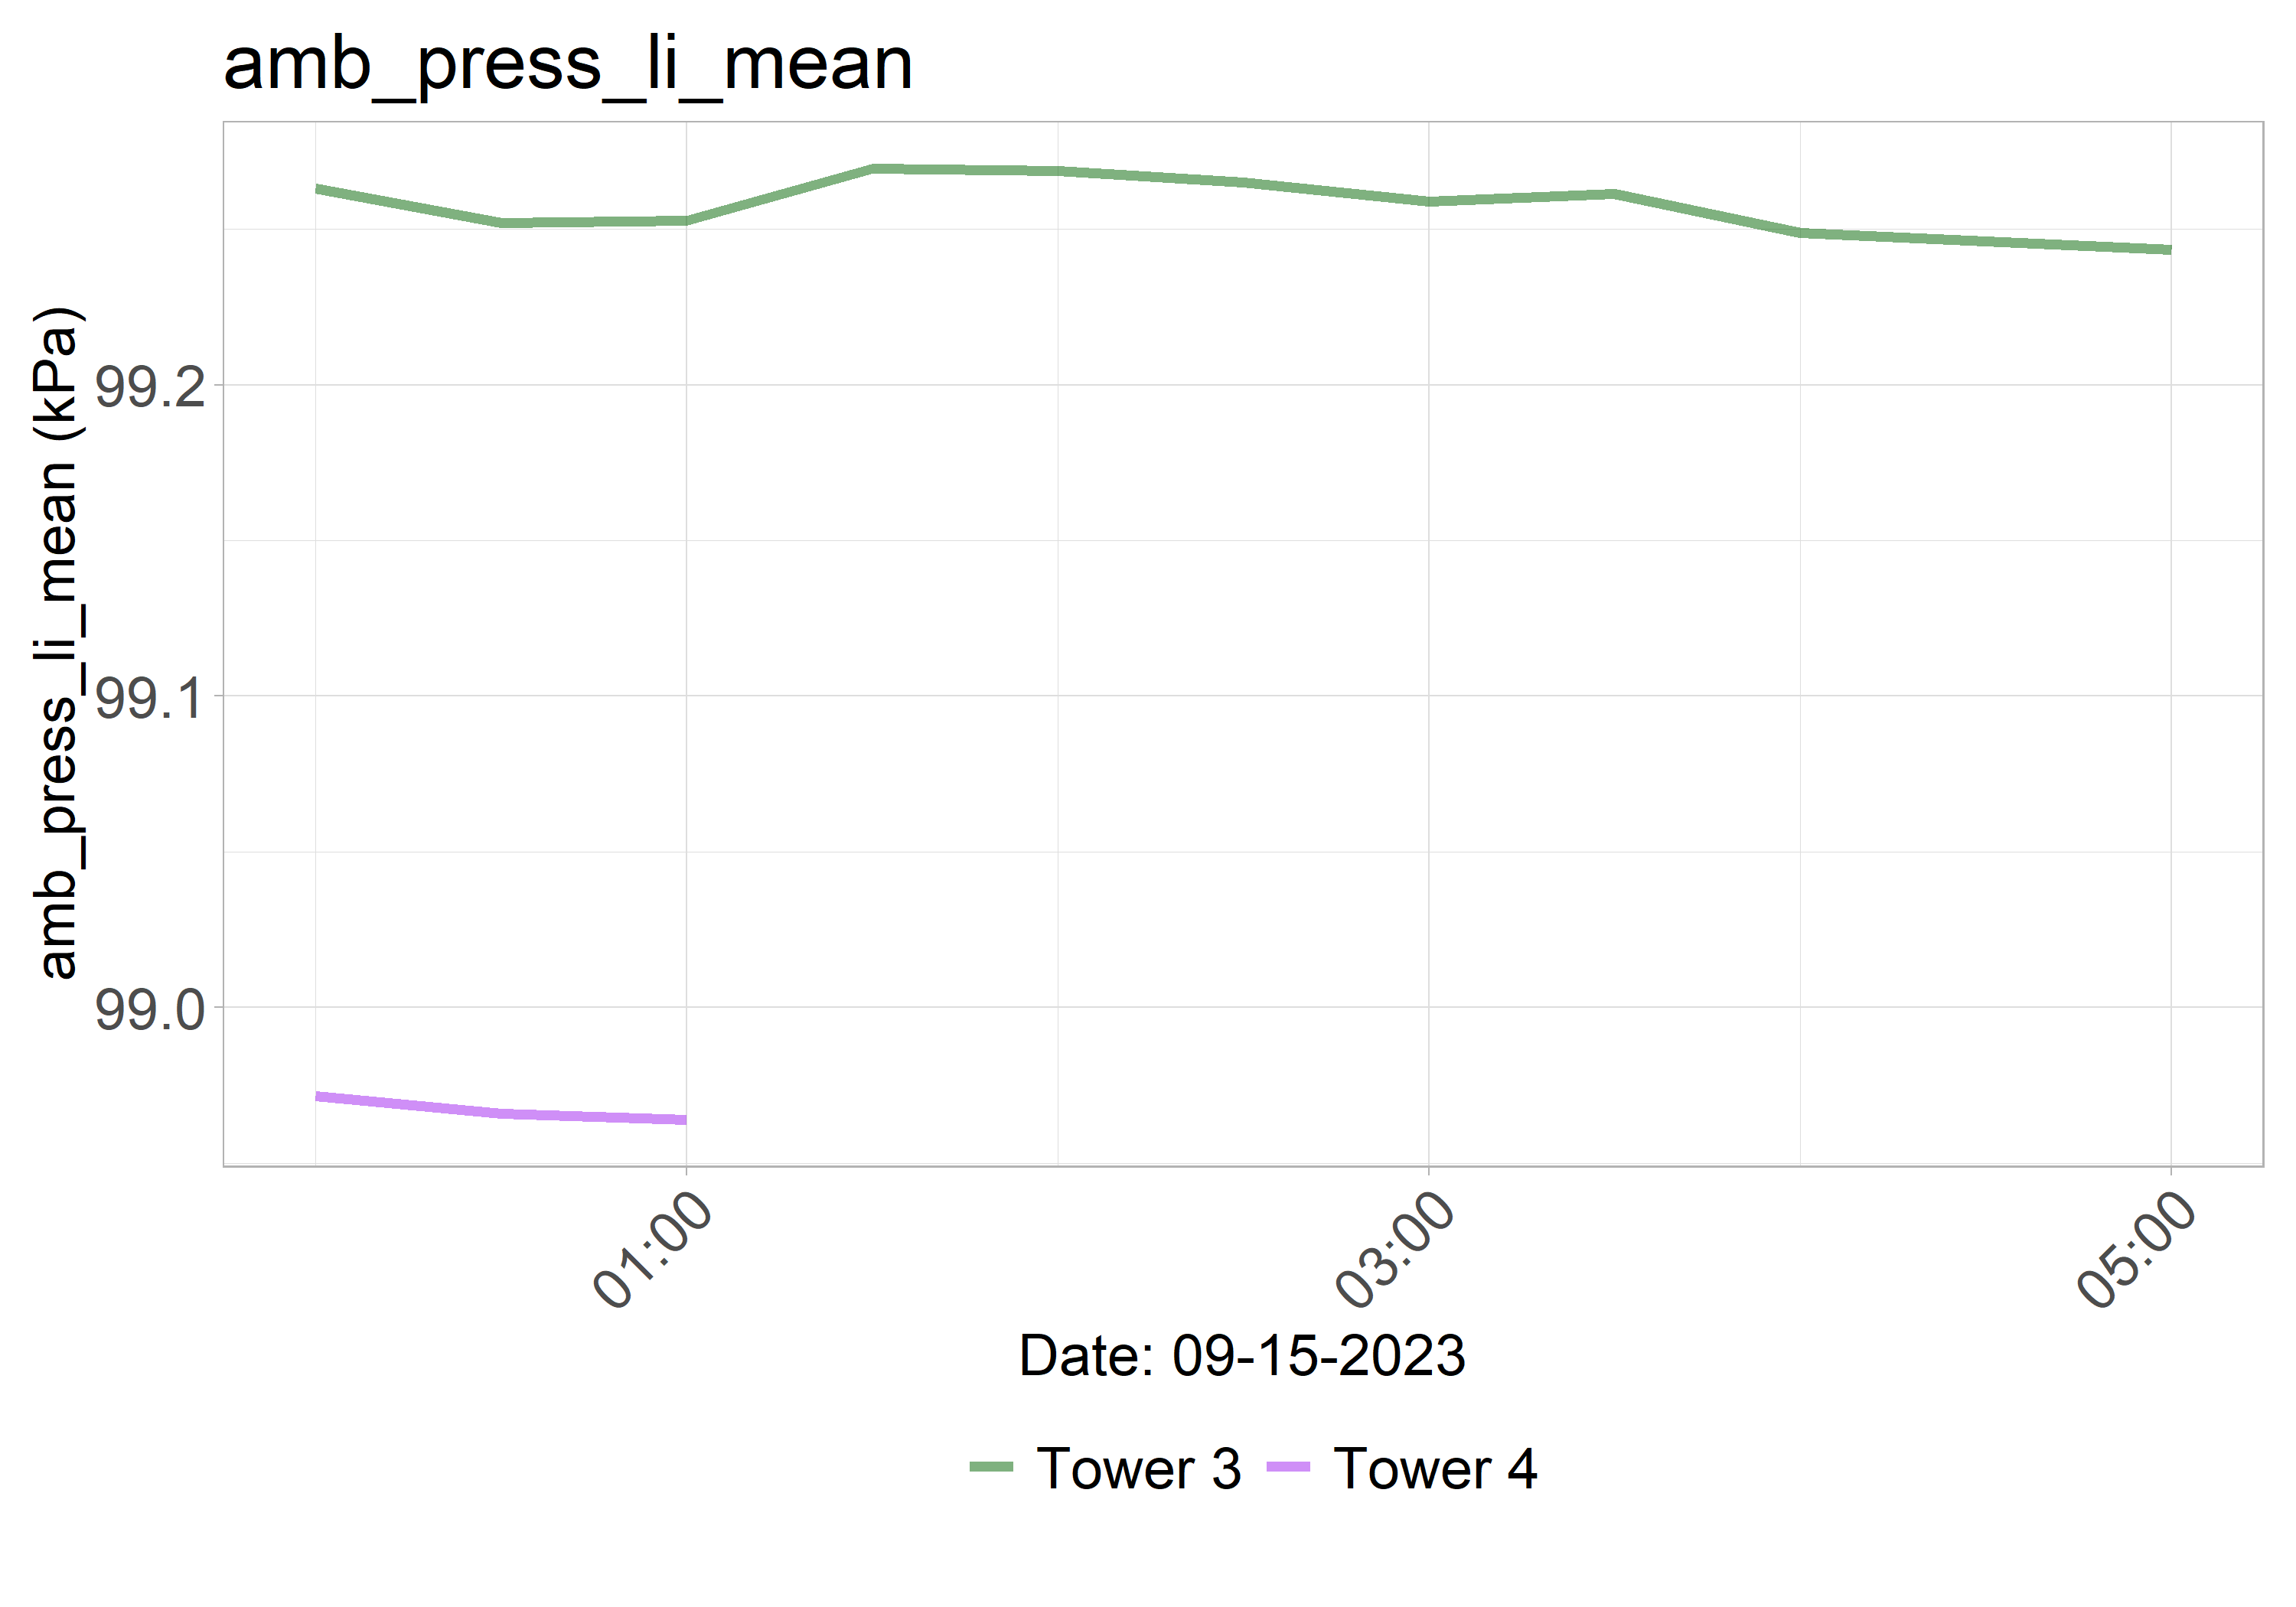 amb_press_li_mean
amb_press_li_mean (kPa)
99.2
99.1
99.0
01:00
03:00
05:00
Date: 09-15-2023
Tower 3
Tower 4